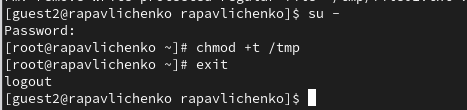 [guest2@rapavlichenko rapavlichenko]$ su -
Password:
[root@rapavlichenko ~]# chmod +t /tmp
[root@rapavlichenko ~]# exit
logout
[guest2@rapavlichenko rapavlichenko]$